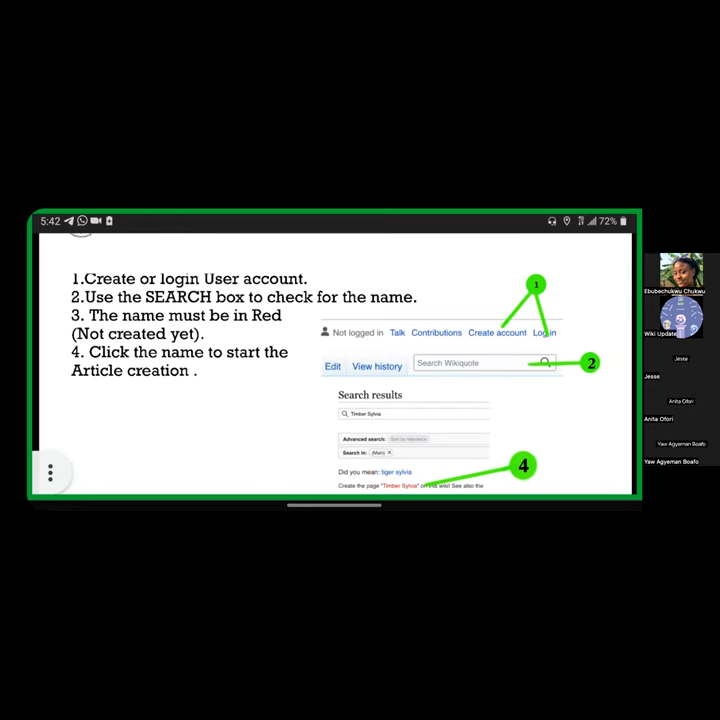 5:42
72%
1.Create or login User account.
2.Use the SEARCH box to check for the name.
3. The name must be in Red
(Not created yet).
4. Click the name to start the
Article creation .
1
Not logged in Talk Contributions Create account Log in
Edit View history Search Wikiquote
2
Search results
Timber Sylvia
Advanced search: Sort by relevance
Search in: (Main) ×
4
Did you mean: tiger sylvia
Create the page "Timber Sylvia" on this wiki! See also the
Ebubechukwu Chukwu
Wiki Update
Jesse
Jesse
Anita Ofori
Anita Ofori
Yaw Agyeman Boafo
Yaw Agyeman Boafo